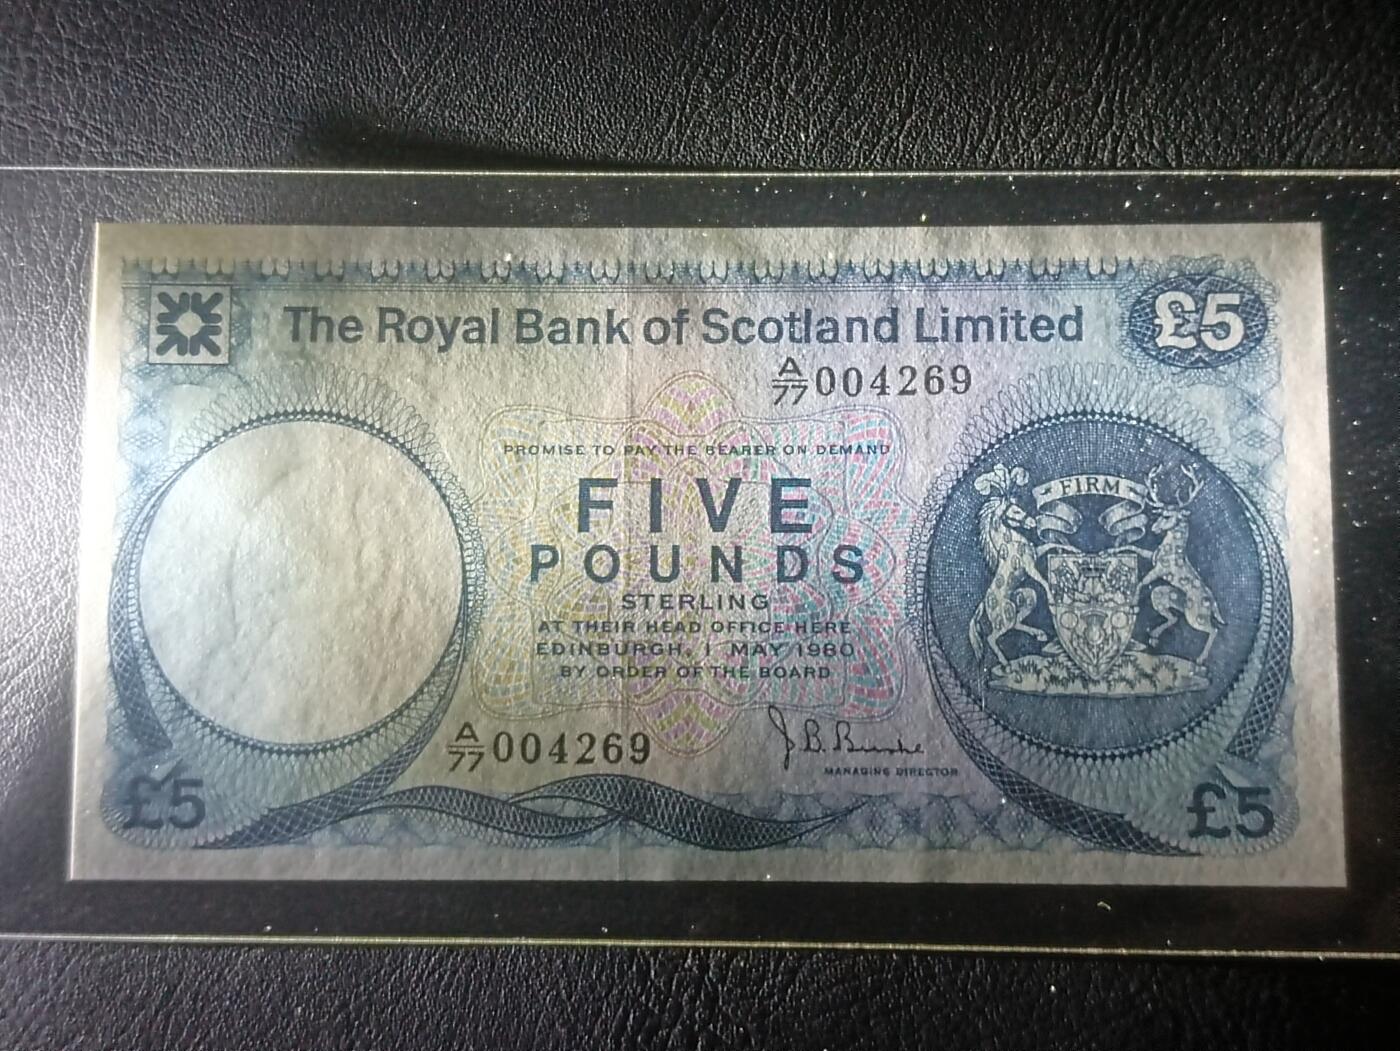 The Royal Bank of Scotland Limited
£5
A/77 004269
PROMISE TO PAY THE BEARER ON DEMAND
FIVE
POUNDS
STERLING
AT THEIR HEAD OFFICE HERE
EDINBURGH, 1 MAY 1980
BY ORDER OF THE BOARD
FIRM
A/77 004269
J B Burke
MANAGING DIRECTOR
£5
£5